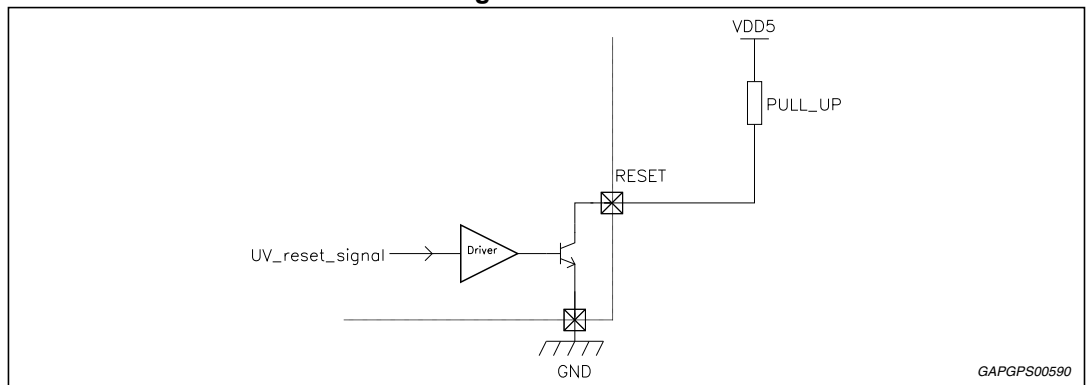 VDD5
PULL_UP
RESET
Driver
UV_reset_signal
GND
GAPGPS00590